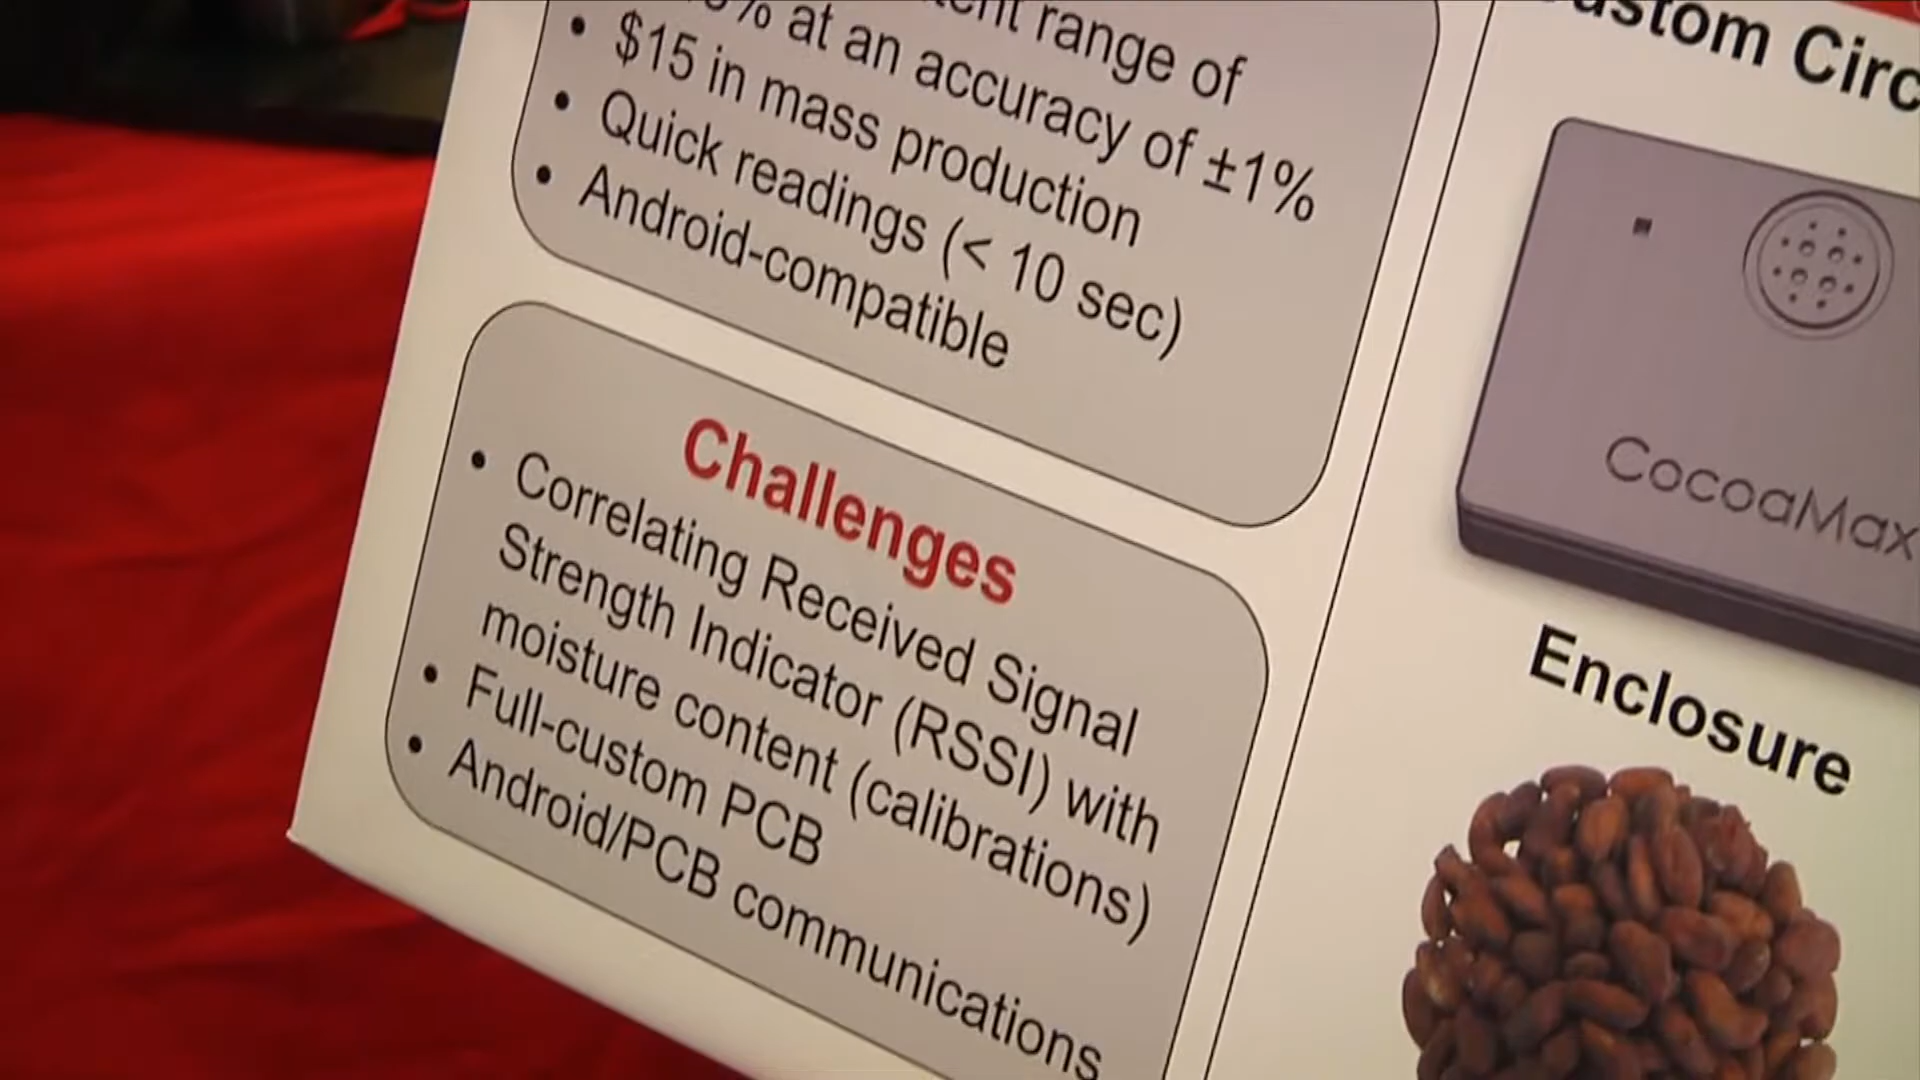 range of
% at an accuracy of ±1%
• $15 in mass production
• Quick readings (< 10 sec)
• Android-compatible
Challenges
• Correlating Received Signal
Strength Indicator (RSSI) with
moisture content (calibrations)
• Full-custom PCB
• Android/PCB communications
CocoaMax
Enclosure